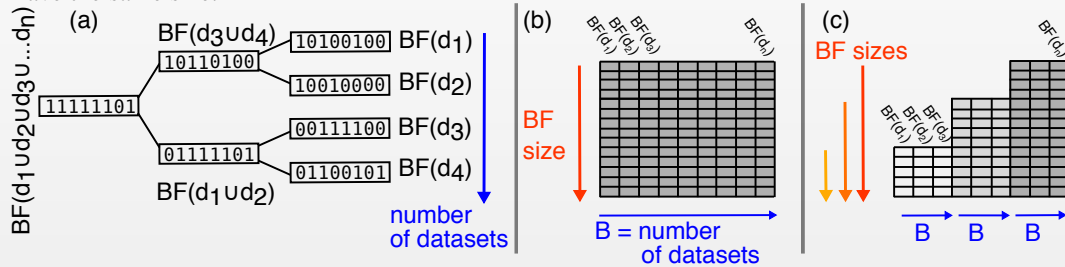 (a)
BF(d1∪d2∪d3∪...dn)
11111101
BF(d3∪d4)
10110100
01111101
BF(d1∪d2)
10100100 BF(d1)
10010000 BF(d2)
00111100 BF(d3)
01100101 BF(d4)
number
of datasets
(b)
BF(d1)
BF(d2)
BF(d3)
BF(dn)
BF
size
B = number
of datasets
(c)
BF sizes
BF(d1)
BF(d2)
BF(d3)
BF(dn)
B
B
B